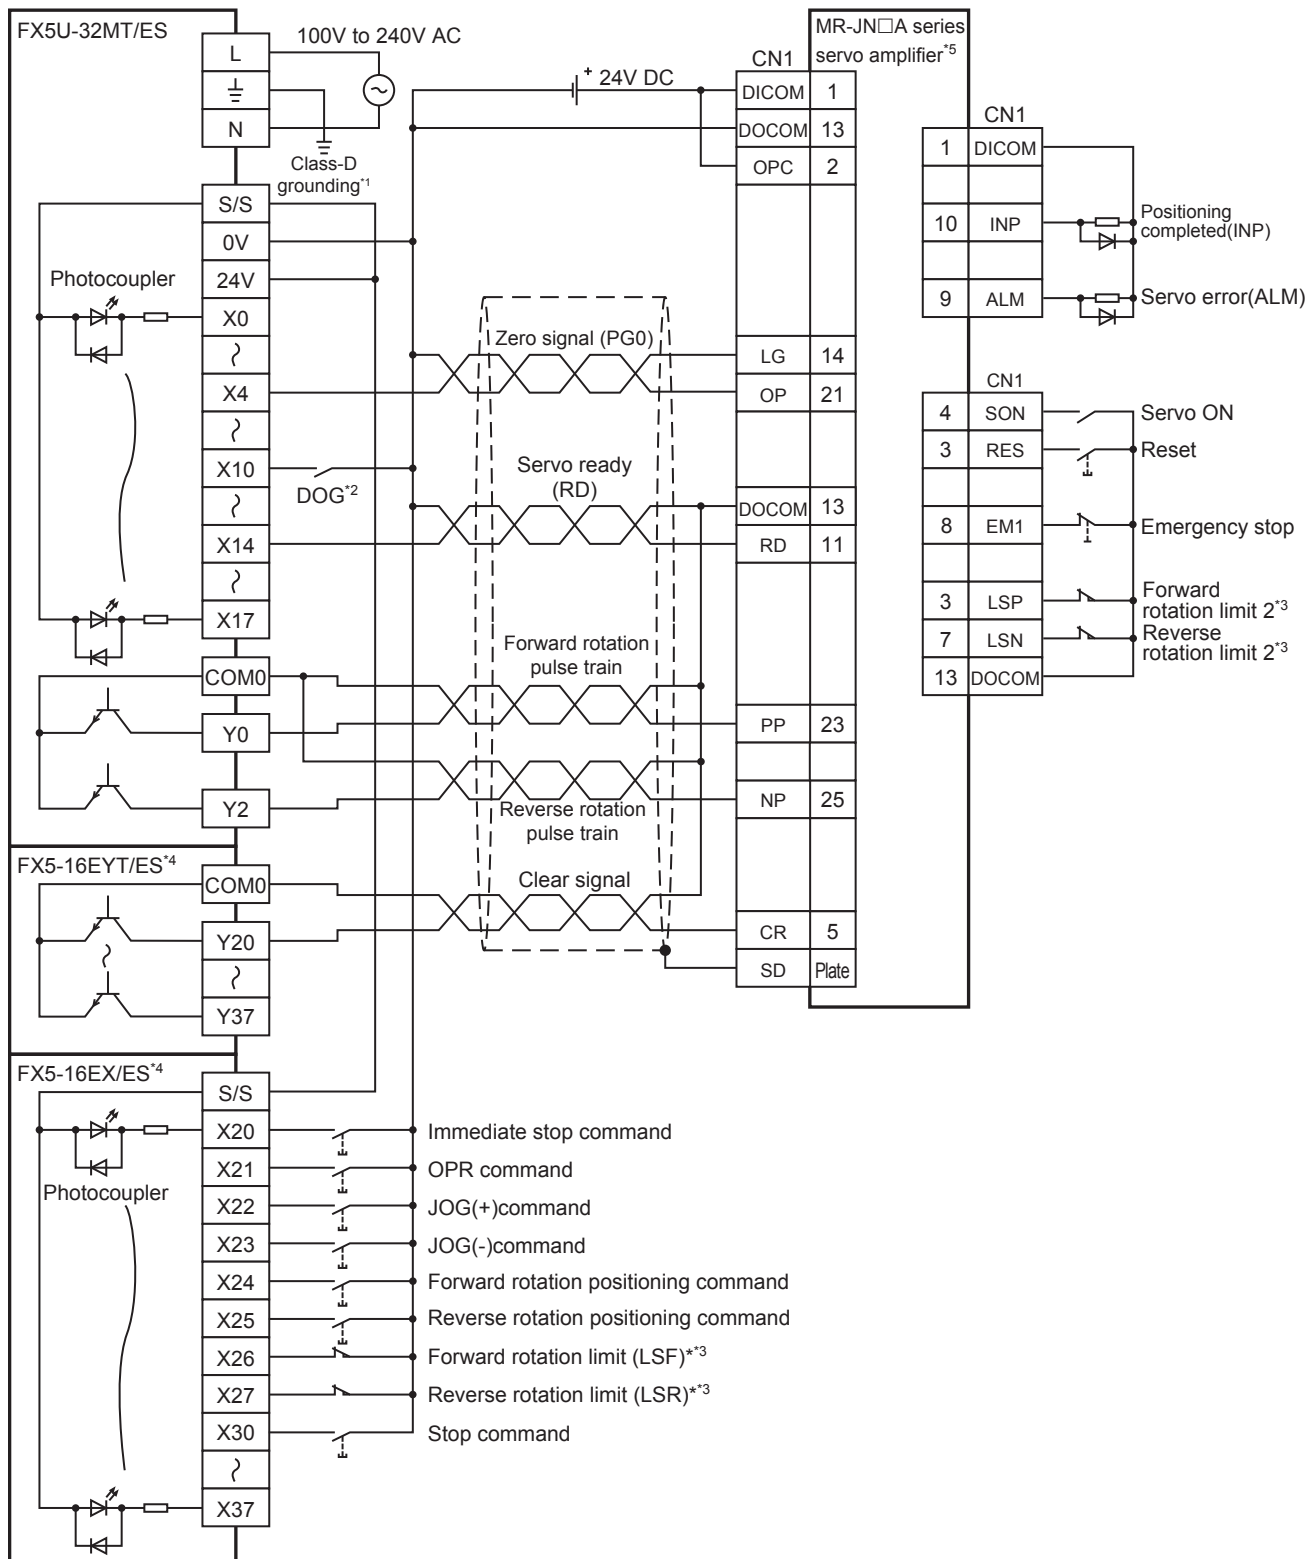 FX5U-32MT/ES
L
N
100V to 240V AC
Class-D
grounding*1
S/S
0V
24V
X0
X4
X10
X14
X17
COM0
Y0
Y2
Photocoupler
DOG*2
FX5-16EYT/ES*4
COM0
Y20
Y37
FX5-16EX/ES*4
S/S
X20
X21
X22
X23
X24
X25
X26
X27
X30
X37
Photocoupler
Immediate stop command
OPR command
JOG(+)command
JOG(-)command
Forward rotation positioning command
Reverse rotation positioning command
Forward rotation limit (LSF)**3
Reverse rotation limit (LSR)**3
Stop command
+ 24V DC
Zero signal (PG0)
Servo ready
(RD)
Forward rotation
pulse train
Reverse rotation
pulse train
Clear signal
MR-JN□A series
servo amplifier*5
CN1
DICOM 1
DOCOM 13
OPC 2
LG 14
OP 21
DOCOM 13
RD 11
PP 23
NP 25
CR 5
SD Plate
CN1
1 DICOM
10 INP
9 ALM
Positioning
completed(INP)
Servo error(ALM)
CN1
4 SON
3 RES
8 EM1
3 LSP
7 LSN
13 DOCOM
Servo ON
Reset
Emergency stop
Forward
rotation limit 2*3
Reverse
rotation limit 2*3